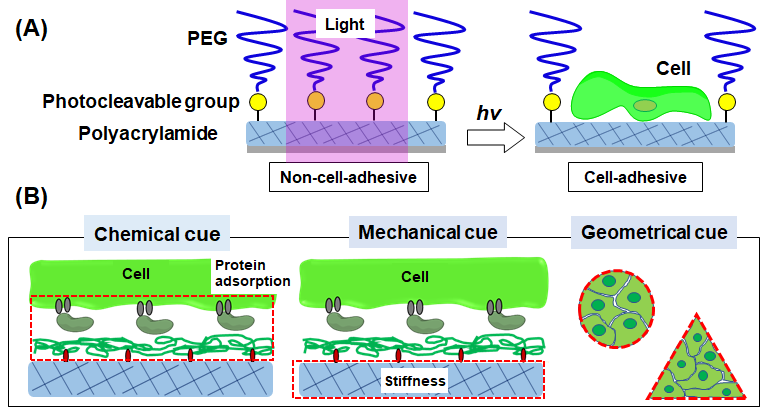 (A)
PEG
Light
Cell
Photocleavable group
Polyacrylamide
hν
Non-cell-adhesive
Cell-adhesive
(B)
Chemical cue
Mechanical cue
Geometrical cue
Cell
Protein
adsorption
Cell
Stiffness